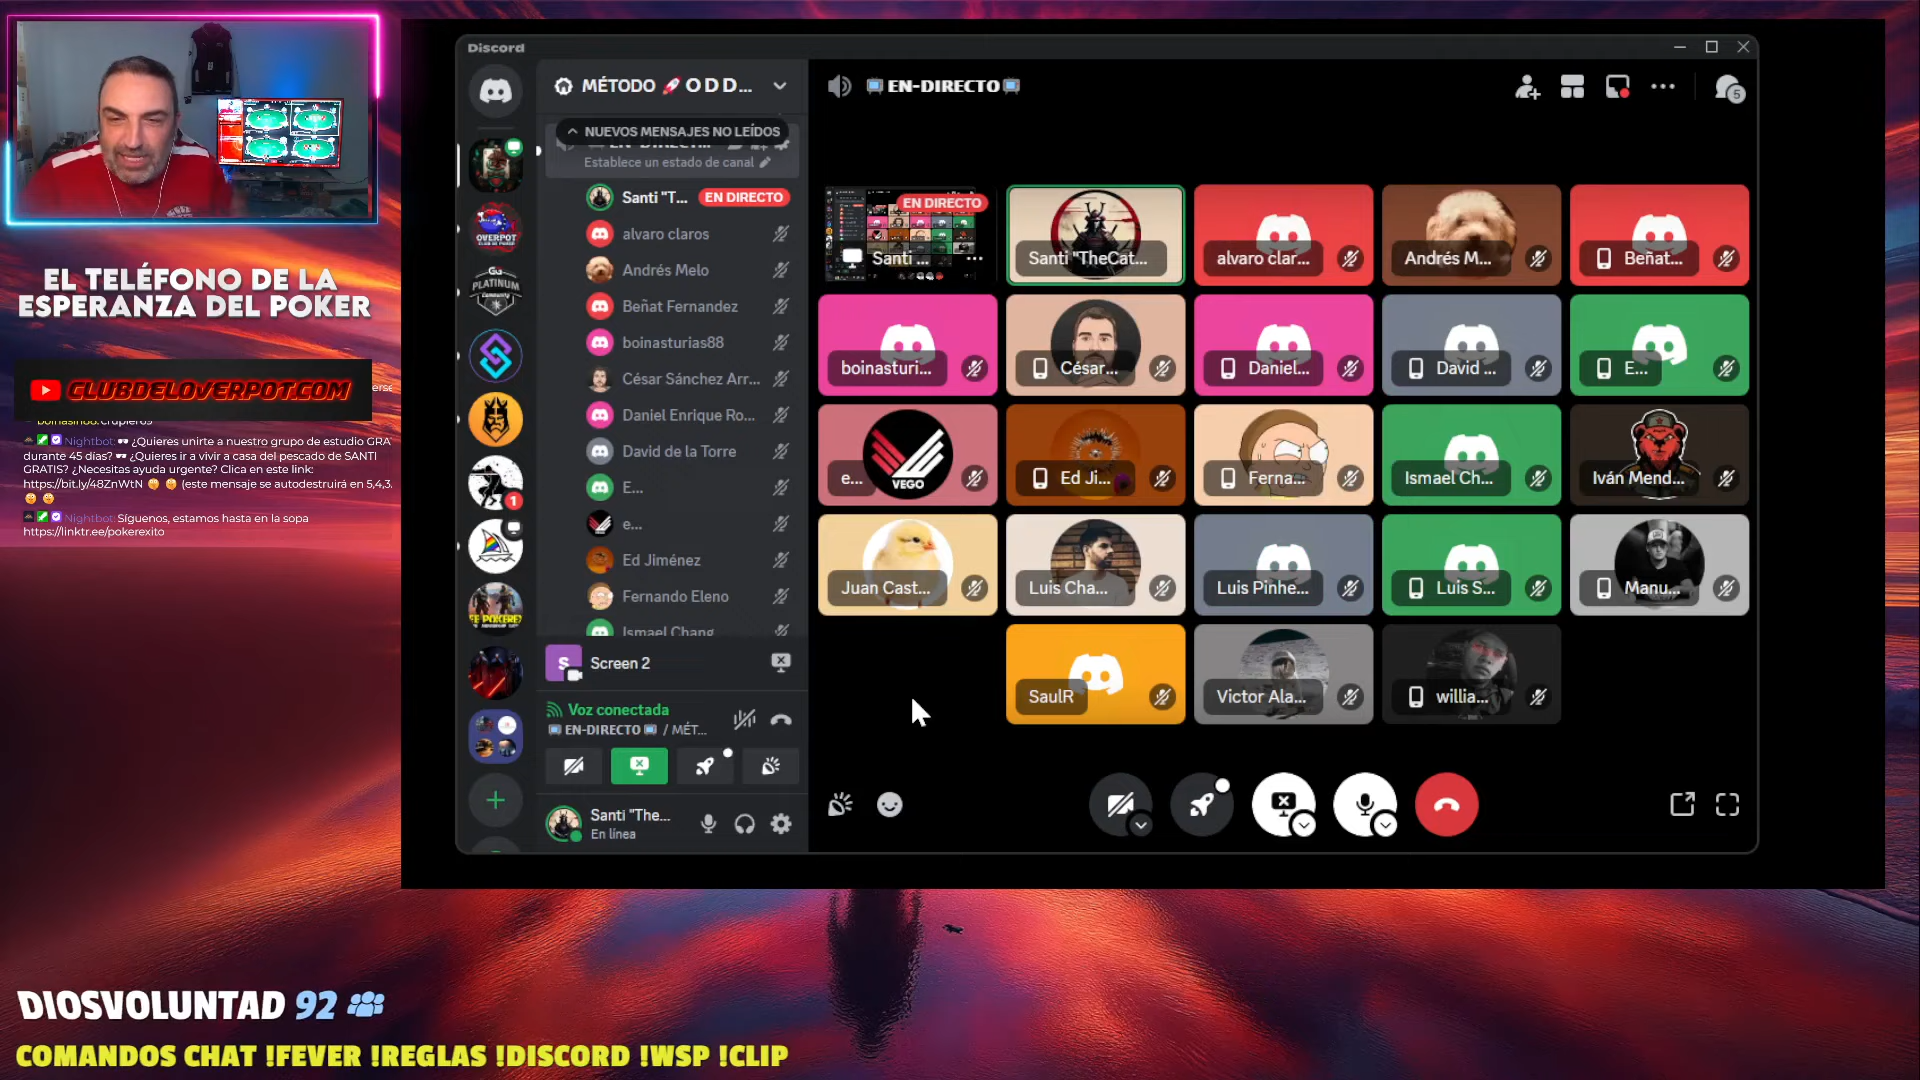 EL TELÉFONO DE LA
ESPERANZA DEL POKER
CLUBDELOVERPOT.COM
Nightbot: ¿Quieres unirte a nuestro grupo de estudio GRA
durante 45 días? ¿Quieres ir a vivir a casa del pescado de SANTI
GRATIS? ¿Necesitas ayuda urgente? Clica en este link:
https://bit.ly/48ZnWtN (este mensaje se autodestruirá en 5,4,3.
Nightbot: Síguenos, estamos hasta en la sopa
https://linktr.ee/pokerexito
DIOSVOLUNTAD 92
COMANDOS CHAT !FEVER !REGLAS !DISCORD !WSP !CLIP
Discord
OVERPOT
PLATINUM
1
MÉTODO ODD...
NUEVOS MENSAJES NO LEÍDOS
Establece un estado de canal
Santi "T... EN DIRECTO
alvaro claros
Andrés Melo
Beñat Fernandez
boinasturias88
César Sánchez Arr...
Daniel Enrique Ro...
David de la Torre
E...
e...
Ed Jiménez
Fernando Eleno
Ismael Chang
S Screen 2
Voz conectada
EN-DIRECTO / MÉT...
Santi "The...
En línea
EN-DIRECTO
5
EN DIRECTO
Santi ...
Santi "TheCat...
alvaro clar...
Andrés M...
Beñat...
boinasturi...
César...
Daniel...
David ...
E...
VEGO
e...
Ed Ji...
Ferna...
Ismael Ch...
Iván Mend...
Juan Cast...
Luis Cha...
Luis Pinhe...
Luis S...
Manu...
SaulR
Victor Ala...
willia...